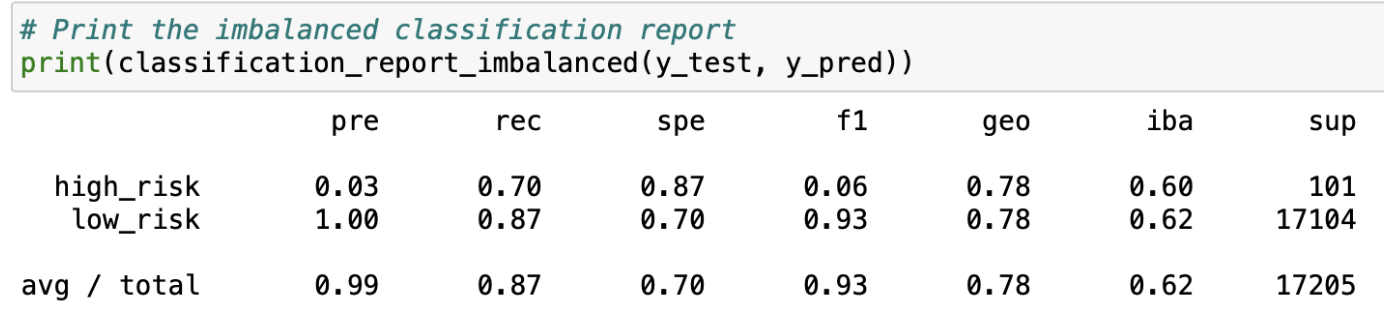 # Print the imbalanced classification report
print(classification_report_imbalanced(y_test, y_pred))
pre rec spe f1 geo iba sup
high_risk 0.03 0.70 0.87 0.06 0.78 0.60 101
low_risk 1.00 0.87 0.70 0.93 0.78 0.62 17104
avg / total 0.99 0.87 0.70 0.93 0.78 0.62 17205